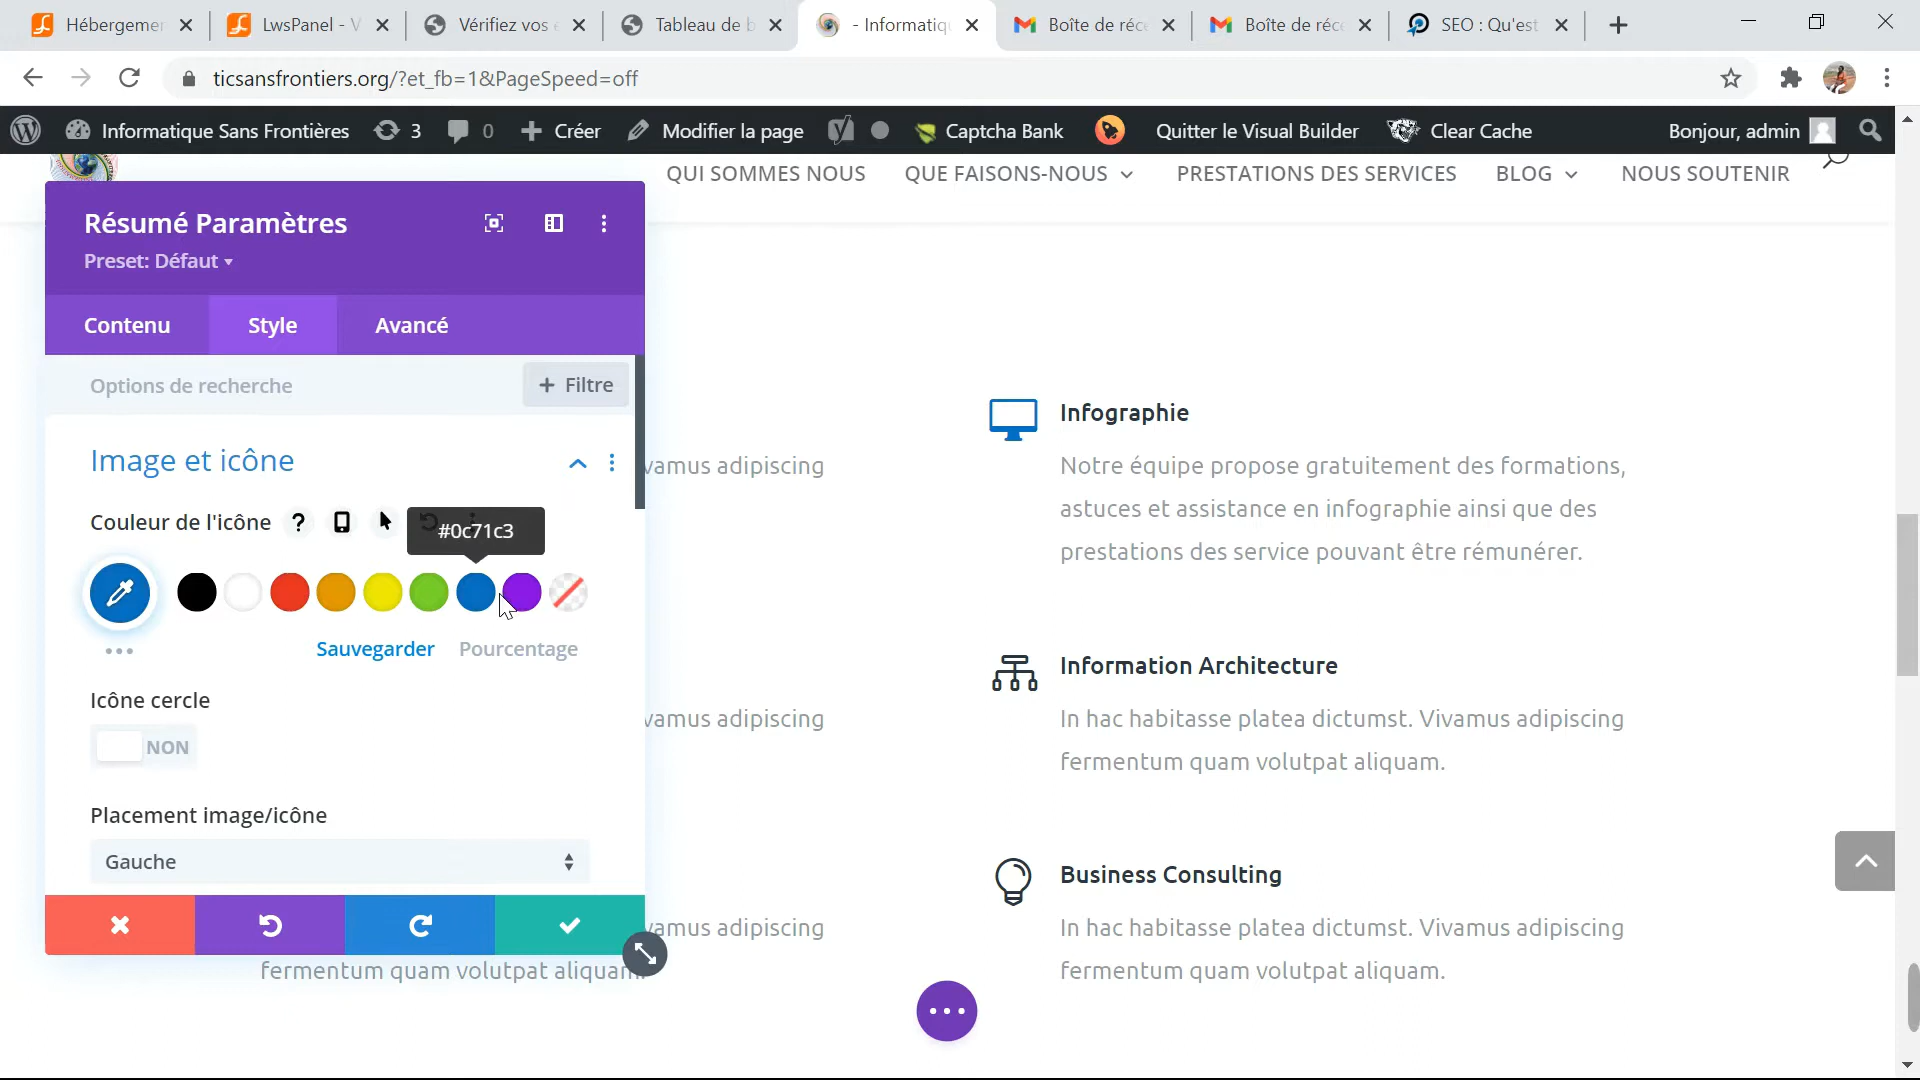 Hébergemen
LwsPanel - V
Vérifiez vos e
Tableau de b
- Informatiq
Boîte de réce
Boîte de réce
SEO : Qu'est
ticsansfrontiers.org/?et_fb=1&PageSpeed=off
Informatique Sans Frontières
3
0
Créer
Modifier la page
Captcha Bank
Quitter le Visual Builder
Clear Cache
Bonjour, admin
QUI SOMMES NOUS
QUE FAISONS-NOUS
PRESTATIONS DES SERVICES
BLOG
NOUS SOUTENIR
Résumé Paramètres
Preset: Défaut
Contenu
Style
Avancé
Options de recherche
+ Filtre
Image et icône
Couleur de l'icône
?
#0c71c3
Sauvegarder
Pourcentage
Icône cercle
NON
Placement image/icône
Gauche
vamus adipiscing
vamus adipiscing
vamus adipiscing
fermentum quam volutpat aliquam.
Infographie
Notre équipe propose gratuitement des formations,
astuces et assistance en infographie ainsi que des
prestations des service pouvant être rémunérer.
Information Architecture
In hac habitasse platea dictumst. Vivamus adipiscing
fermentum quam volutpat aliquam.
Business Consulting
In hac habitasse platea dictumst. Vivamus adipiscing
fermentum quam volutpat aliquam.